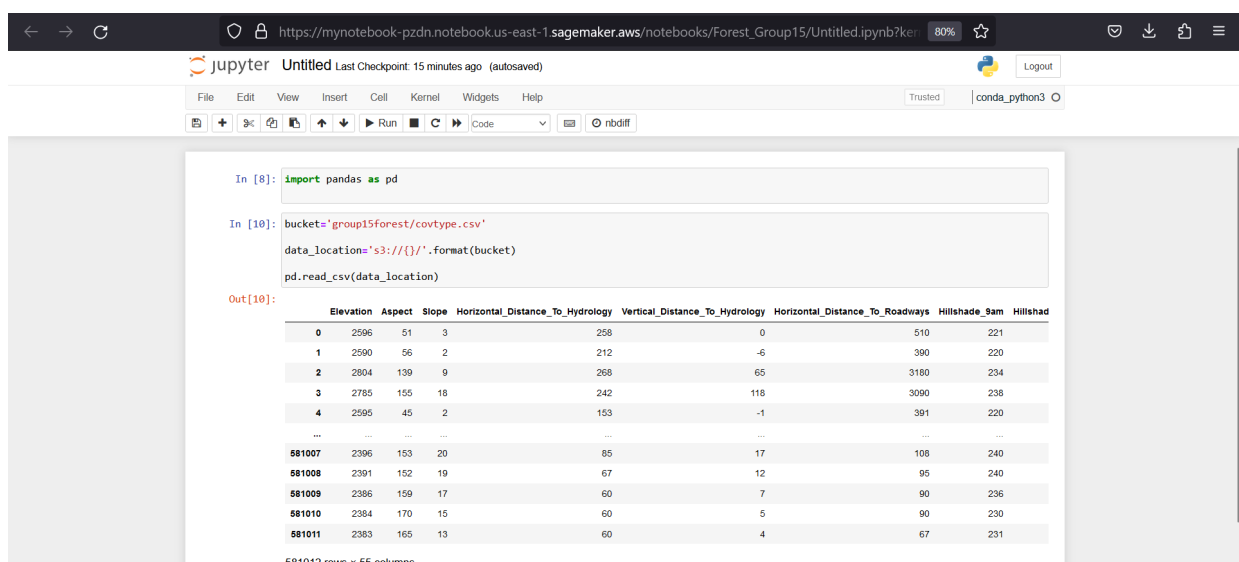 https://mynotebook-pzdn.notebook.us-east-1.sagemaker.aws/notebooks/Forest_Group15/Untitled.ipynb?ker 80%
jupyter Untitled Last Checkpoint: 15 minutes ago (autosaved) Logout
File Edit View Insert Cell Kernel Widgets Help Trusted conda_python3
Run Code nbdiff
In [8]: import pandas as pd
In [10]: bucket='group15forest/covtype.csv'
data_location='s3://{}/'.format(bucket)
pd.read_csv(data_location)
Out[10]:
Elevation Aspect Slope Horizontal_Distance_To_Hydrology Vertical_Distance_To_Hydrology Horizontal_Distance_To_Roadways Hillshade_9am Hillshad
0 2596 51 3 258 0 510 221
1 2590 56 2 212 -6 390 220
2 2804 139 9 268 65 3180 234
3 2785 155 18 242 118 3090 238
4 2595 45 2 153 -1 391 220
... ... ... ... ... ... ... ...
581007 2396 153 20 85 17 108 240
581008 2391 152 19 67 12 95 240
581009 2386 159 17 60 7 90 236
581010 2384 170 15 60 5 90 230
581011 2383 165 13 60 4 67 231
581012 rows × 55 columns